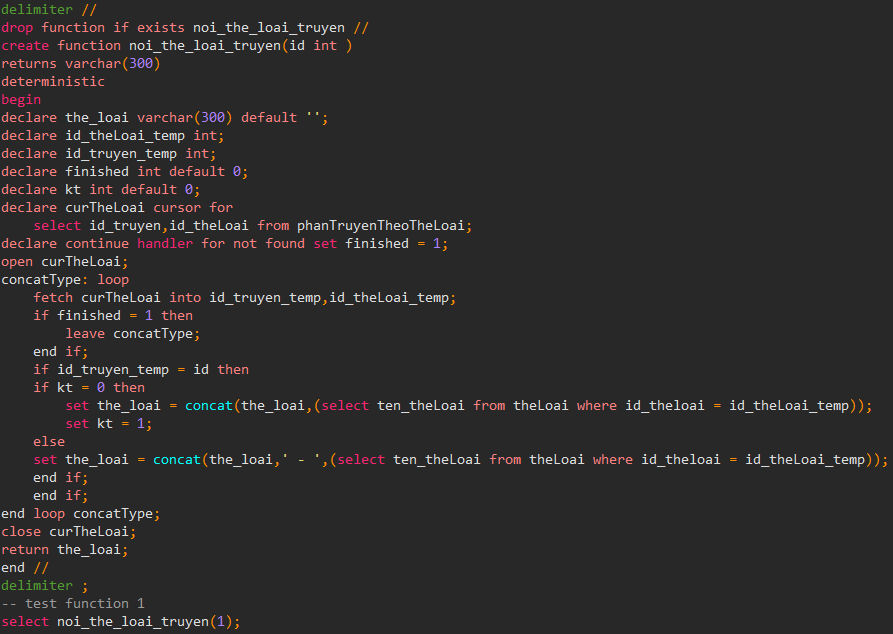 delimiter //
drop function if exists noi_the_loai_truyen //
create function noi_the_loai_truyen(id int )
returns varchar(300)
deterministic
begin
declare the_loai varchar(300) default '';
declare id_theLoai_temp int;
declare id_truyen_temp int;
declare finished int default 0;
declare kt int default 0;
declare curTheLoai cursor for
    select id_truyen,id_theLoai from phanTruyenTheoTheLoai;
declare continue handler for not found set finished = 1;
open curTheLoai;
concatType: loop
    fetch curTheLoai into id_truyen_temp,id_theLoai_temp;
    if finished = 1 then
        leave concatType;
    end if;
    if id_truyen_temp = id then
    if kt = 0 then
        set the_loai = concat(the_loai,(select ten_theLoai from theLoai where id_theloai = id_theLoai_temp));
        set kt = 1;
    else
    set the_loai = concat(the_loai,' - ',(select ten_theLoai from theLoai where id_theloai = id_theLoai_temp));
    end if;
    end if;
end loop concatType;
close curTheLoai;
return the_loai;
end //
delimiter ;
-- test function 1
select noi_the_loai_truyen(1);